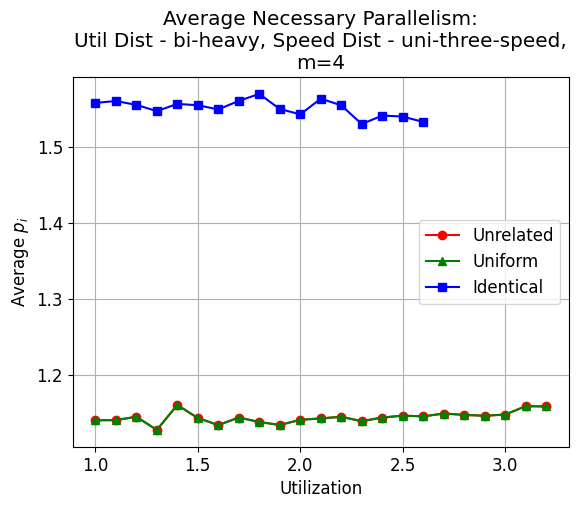 Average Necessary Parallelism:
Util Dist - bi-heavy, Speed Dist - uni-three-speed,
m=4
1.5
1.4
1.3
1.2
Average pᵢ
Unrelated
Uniform
Identical
1.0 1.5 2.0 2.5 3.0
Utilization